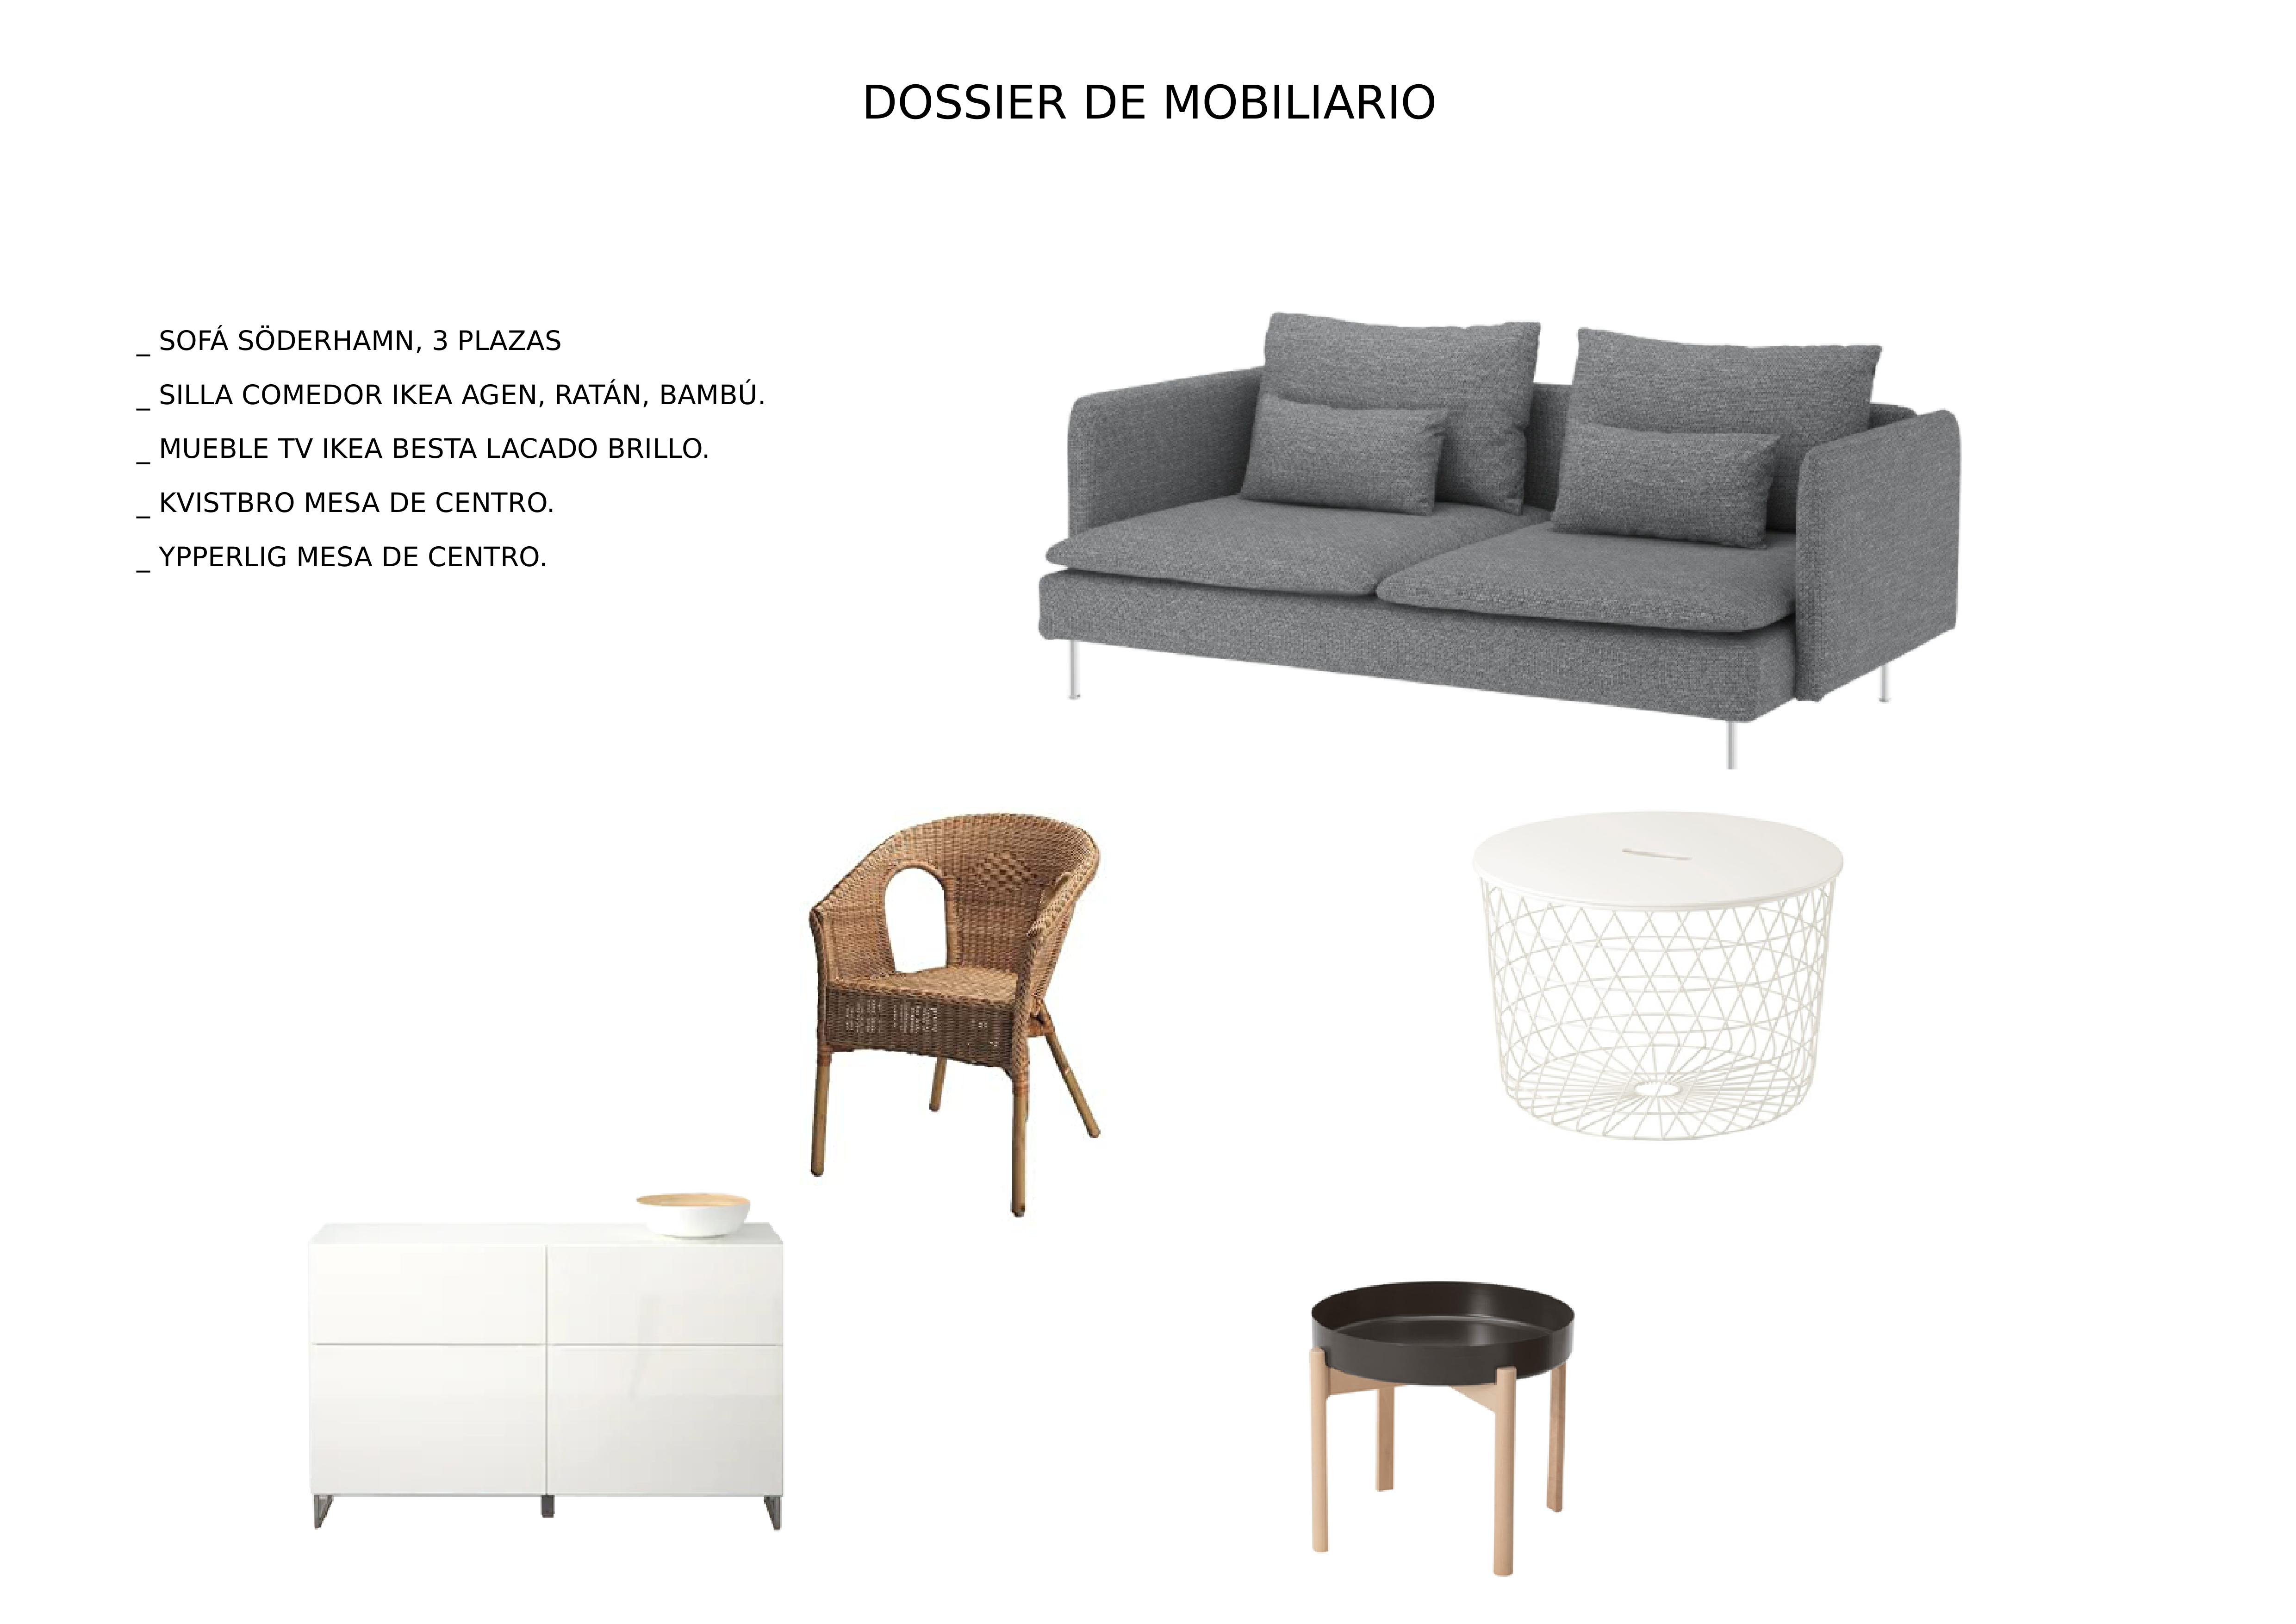 DOSSIER DE MOBILIARIO
_ SOFÁ SÖDERHAMN, 3 PLAZAS
_ SILLA COMEDOR IKEA AGEN, RATÁN, BAMBÚ.
_ MUEBLE TV IKEA BESTA LACADO BRILLO.
_ KVISTBRO MESA DE CENTRO.
_ YPPERLIG MESA DE CENTRO.